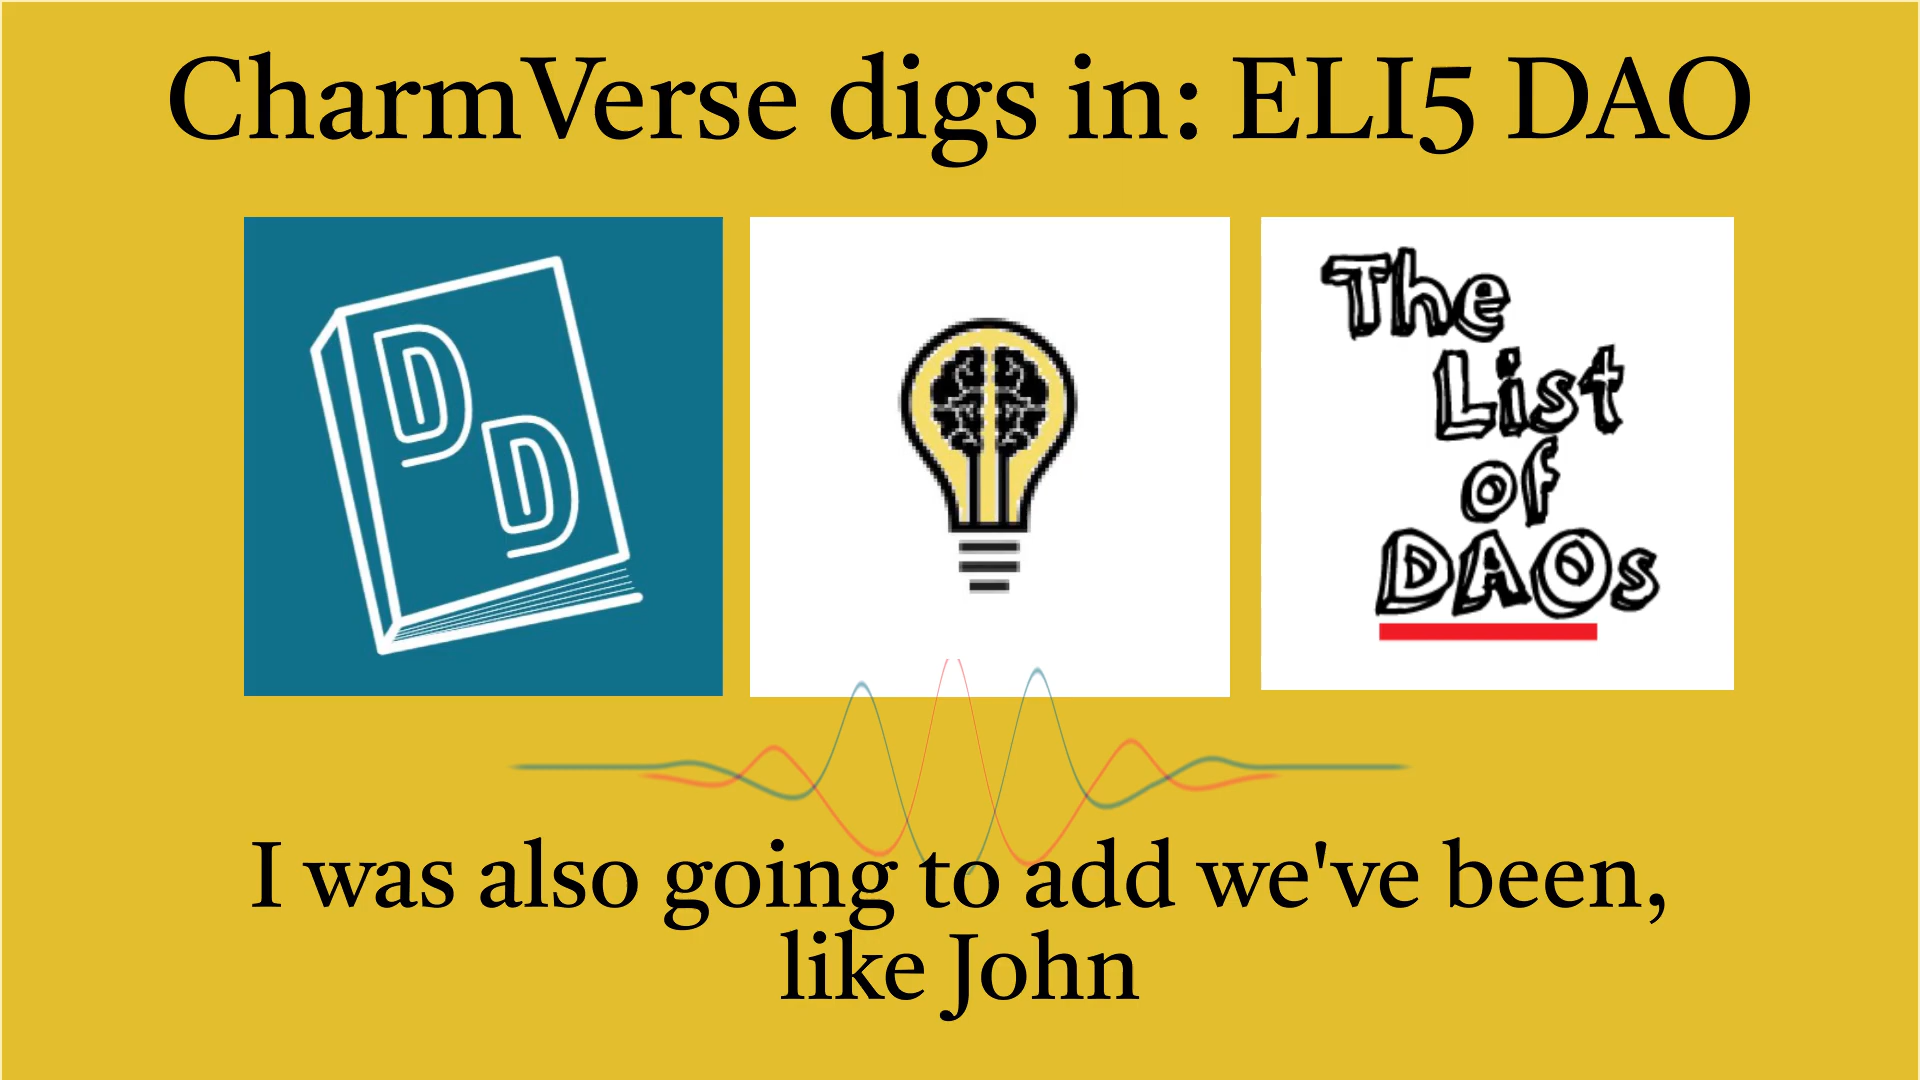 CharmVerse digs in: ELI5 DAO
D
D
The
List
of
DAOs
I was also going to add we've been,
like John